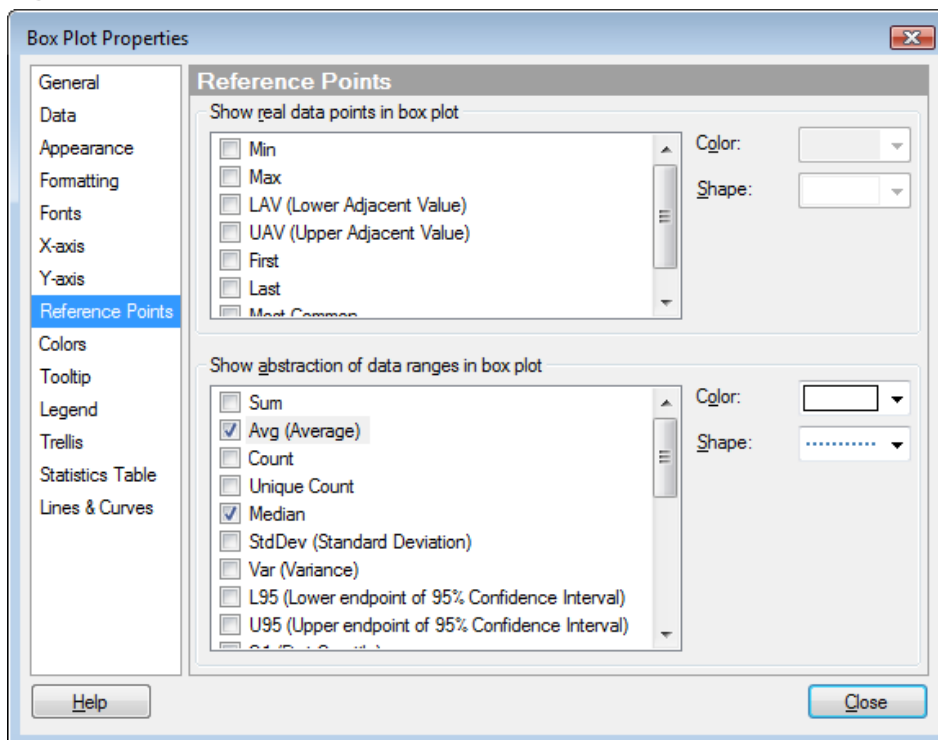 Box Plot Properties
General
Data
Appearance
Formatting
Fonts
X-axis
Y-axis
Reference Points
Colors
Tooltip
Legend
Trellis
Statistics Table
Lines & Curves
Reference Points
Show real data points in box plot
Min
Max
LAV (Lower Adjacent Value)
UAV (Upper Adjacent Value)
First
Last
Most Common
Color:
Shape:
Show abstraction of data ranges in box plot
Sum
Avg (Average)
Count
Unique Count
Median
StdDev (Standard Deviation)
Var (Variance)
L95 (Lower endpoint of 95% Confidence Interval)
U95 (Upper endpoint of 95% Confidence Interval)
Color:
Shape:
Help
Close